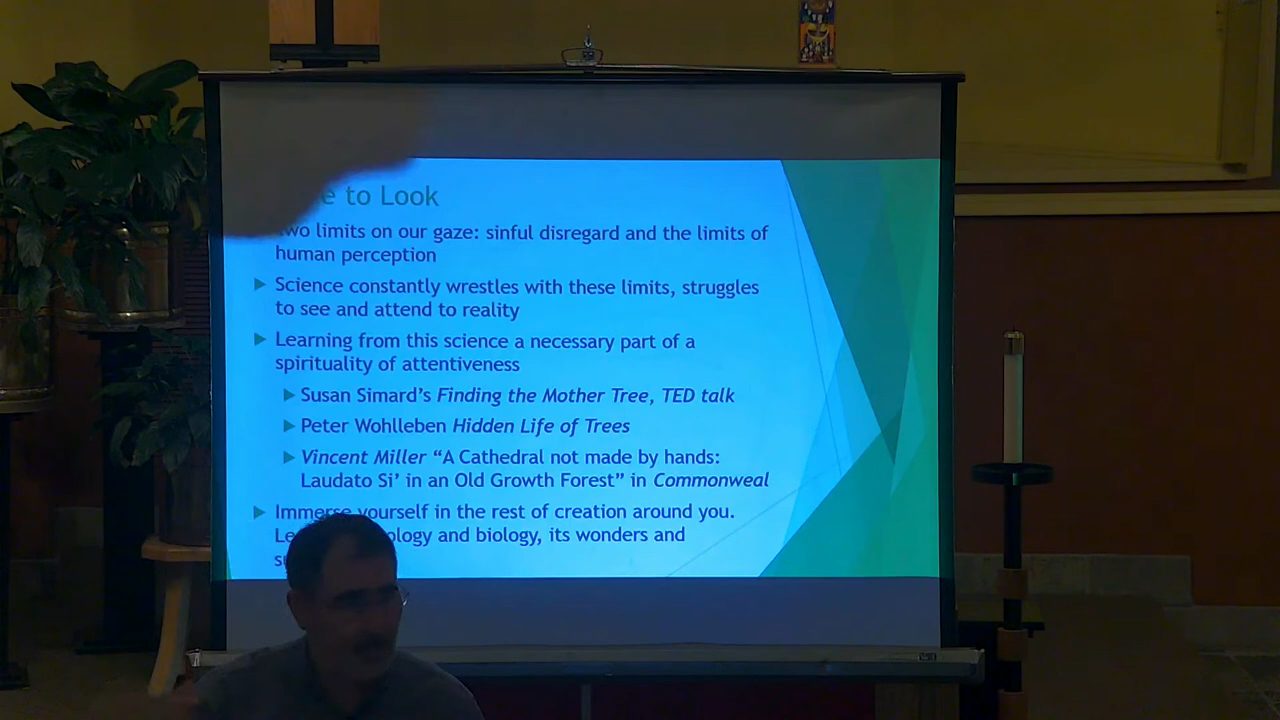 to Look
two limits on our gaze: sinful disregard and the limits of
human perception
Science constantly wrestles with these limits, struggles
to see and attend to reality
Learning from this science a necessary part of a
spirituality of attentiveness
Susan Simard's Finding the Mother Tree, TED talk
Peter Wohlleben Hidden Life of Trees
Vincent Miller “A Cathedral not made by hands:
Laudato Si' in an Old Growth Forest” in Commonweal
Immerse yourself in the rest of creation around you.
and biology, its wonders and